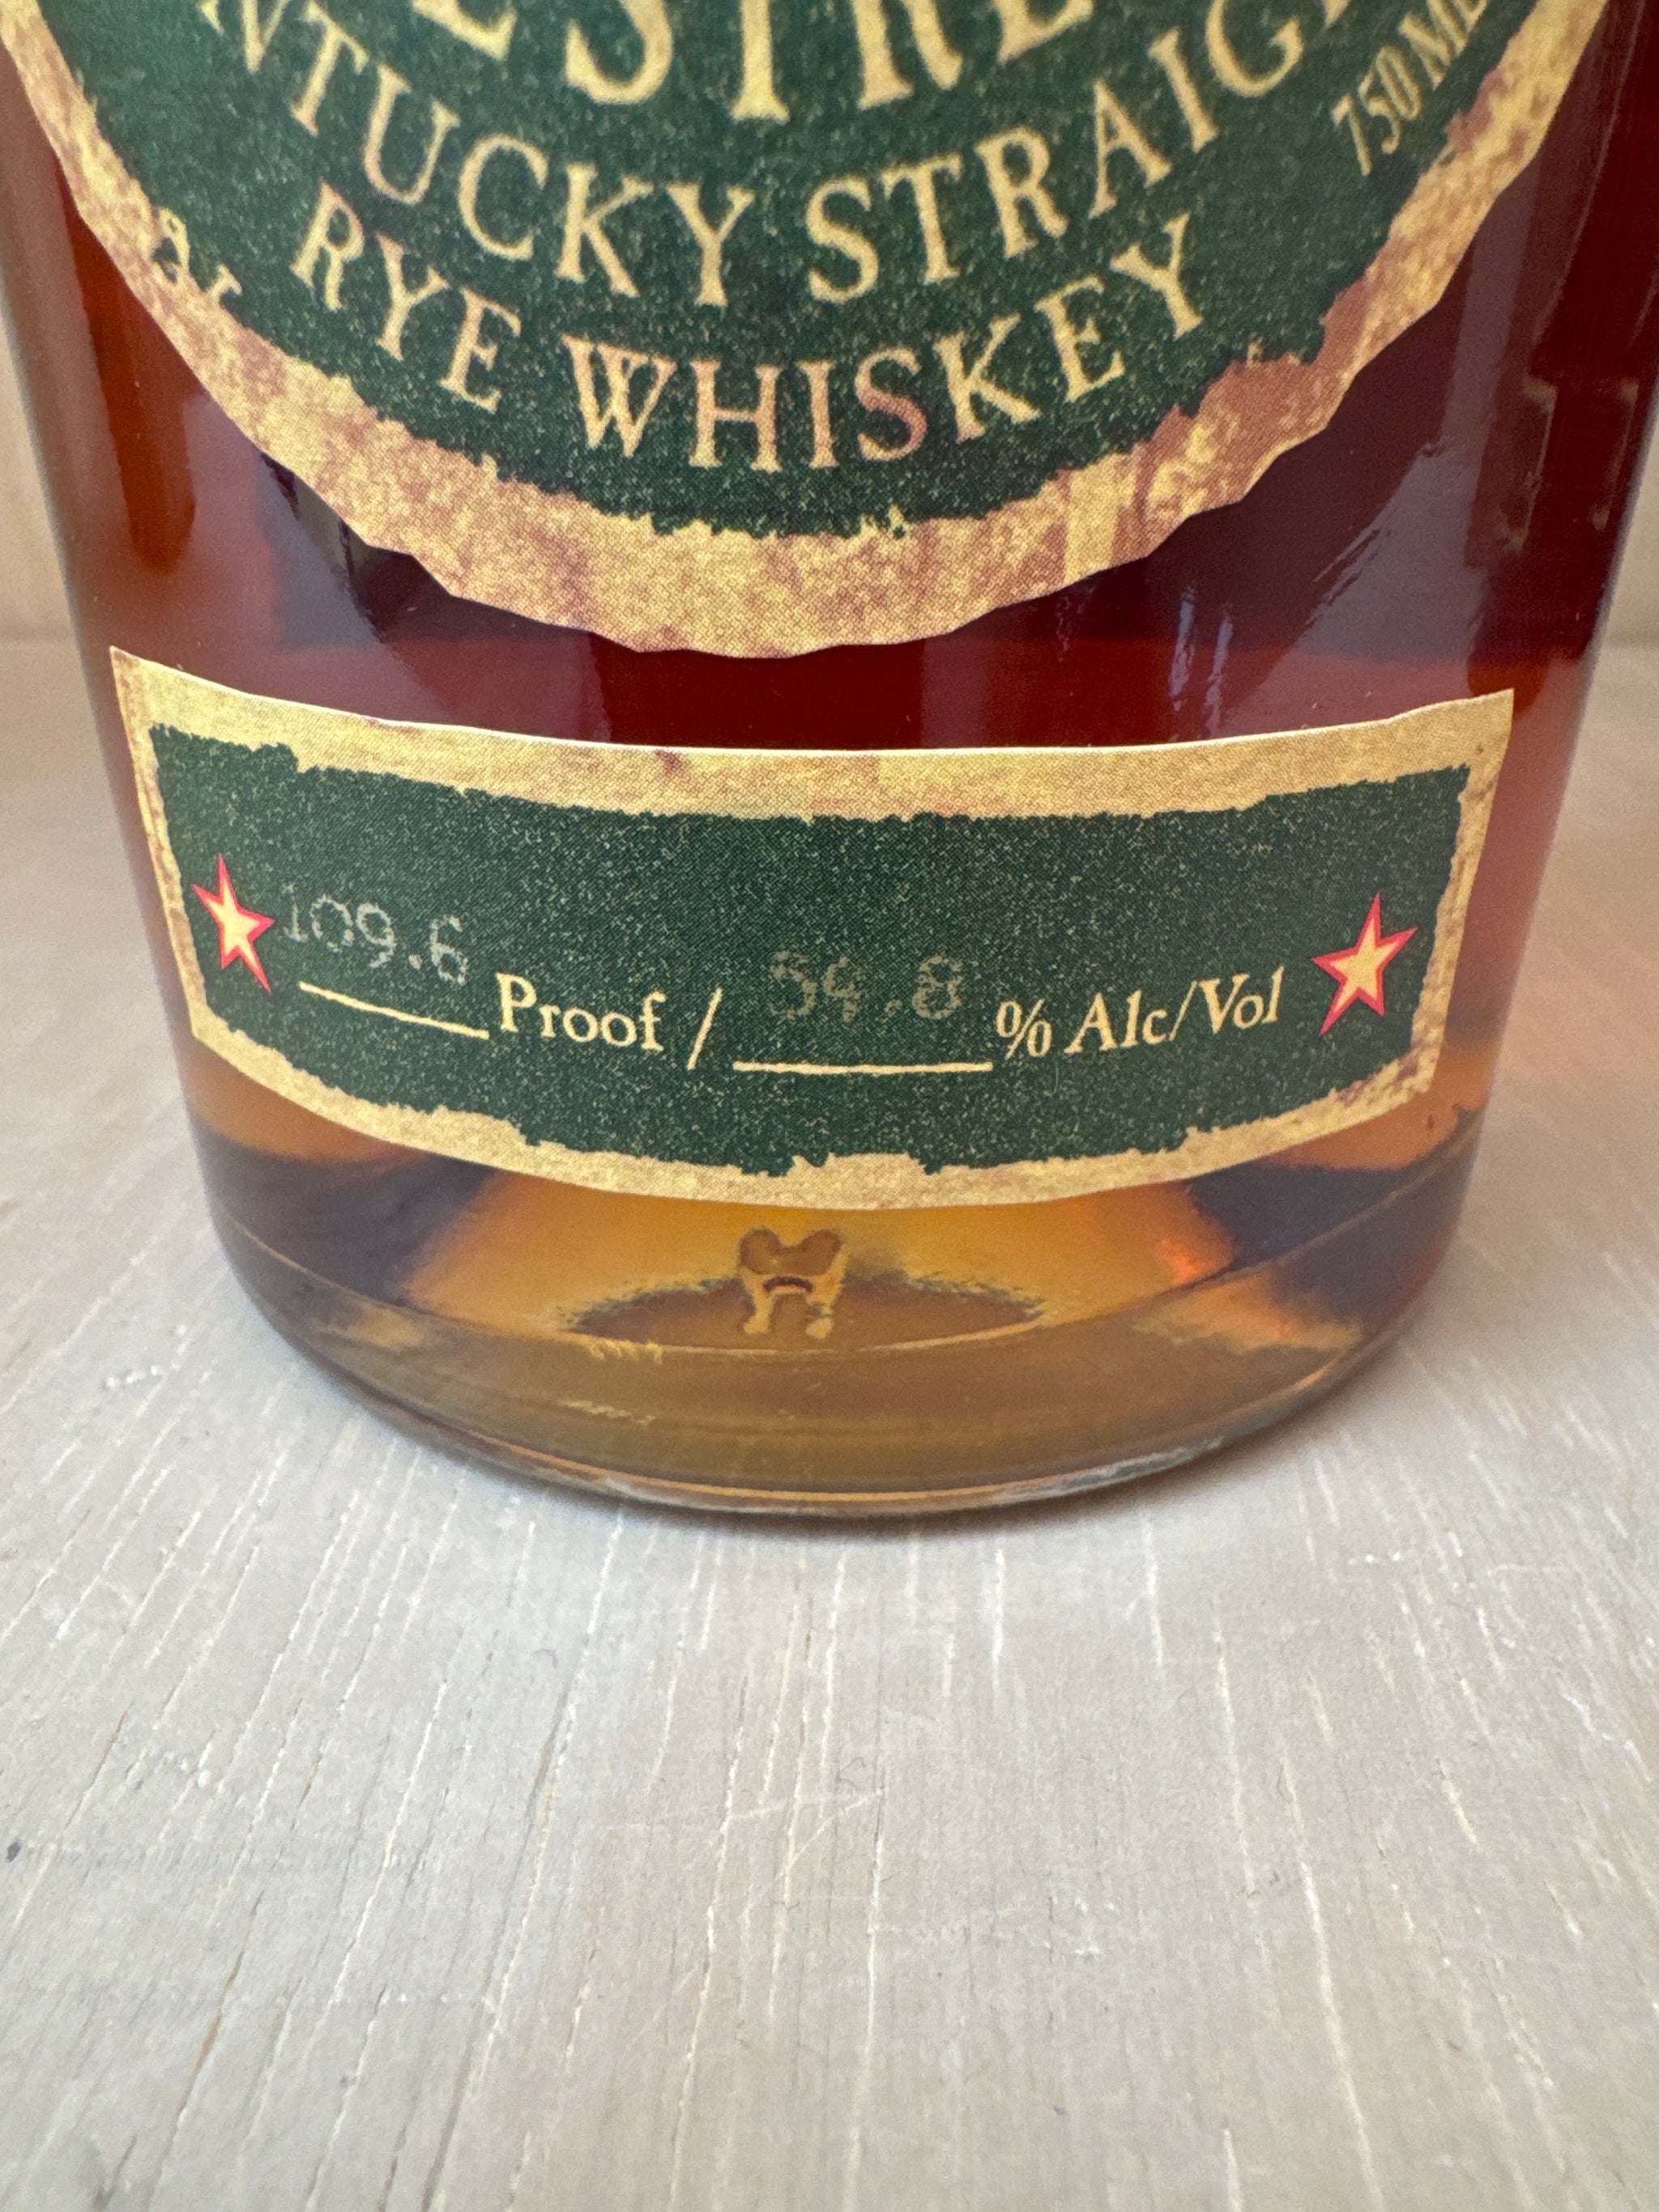 NTUCKY STRAIG
750 ML
RYE WHISKEY
109.6 Proof / 54.8 % Alc/Vol